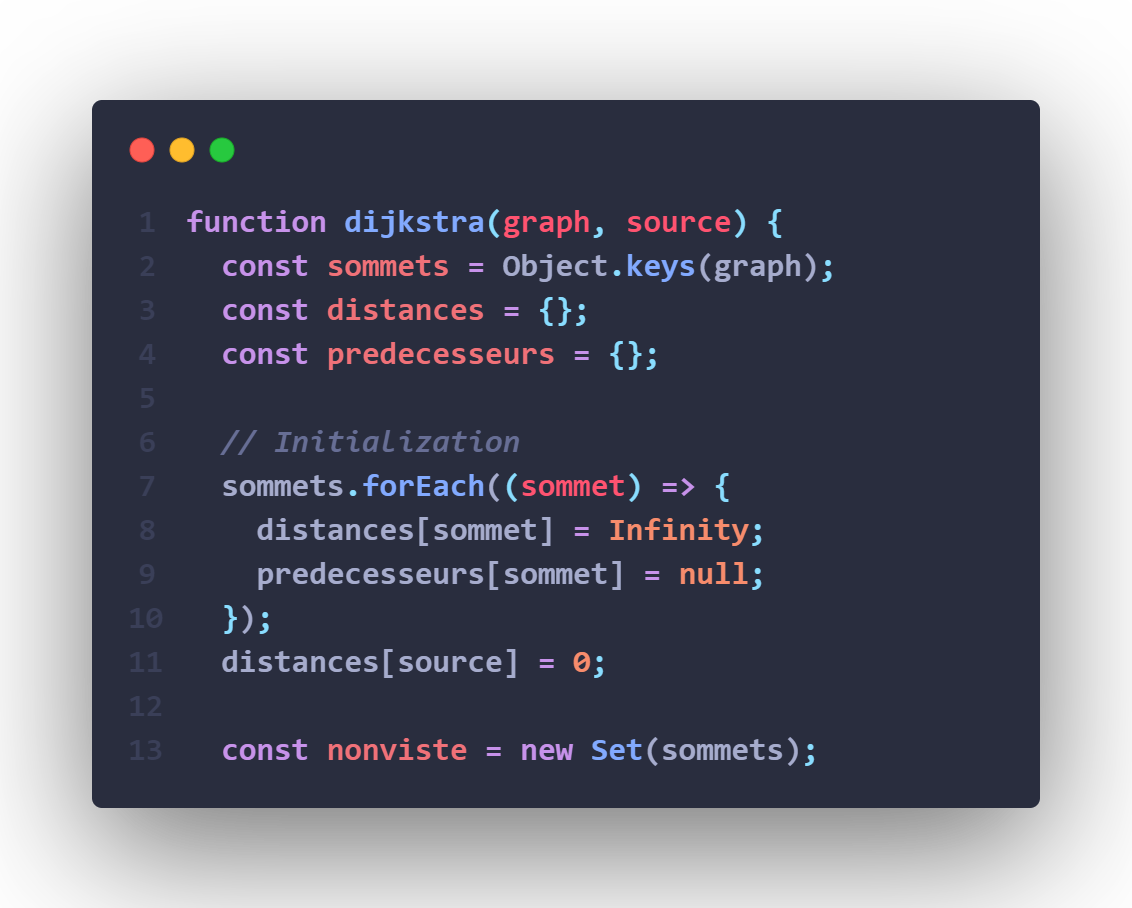 1 function dijkstra(graph, source) {
2   const sommets = Object.keys(graph);
3   const distances = {};
4   const predecesseurs = {};
5
6   // Initialization
7   sommets.forEach((sommet) => {
8     distances[sommet] = Infinity;
9     predecesseurs[sommet] = null;
10   });
11   distances[source] = 0;
12
13   const nonviste = new Set(sommets);